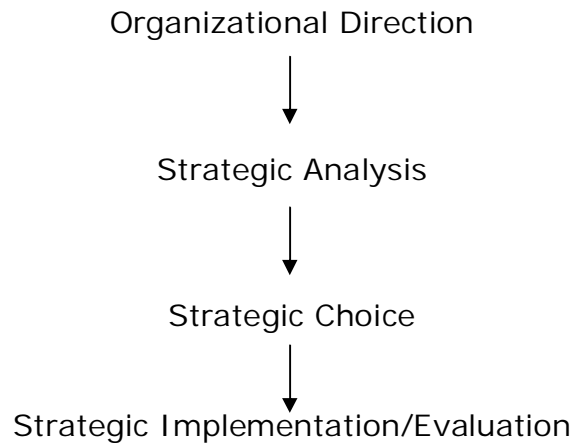 Organizational Direction
Strategic Analysis
Strategic Choice
Strategic Implementation/Evaluation